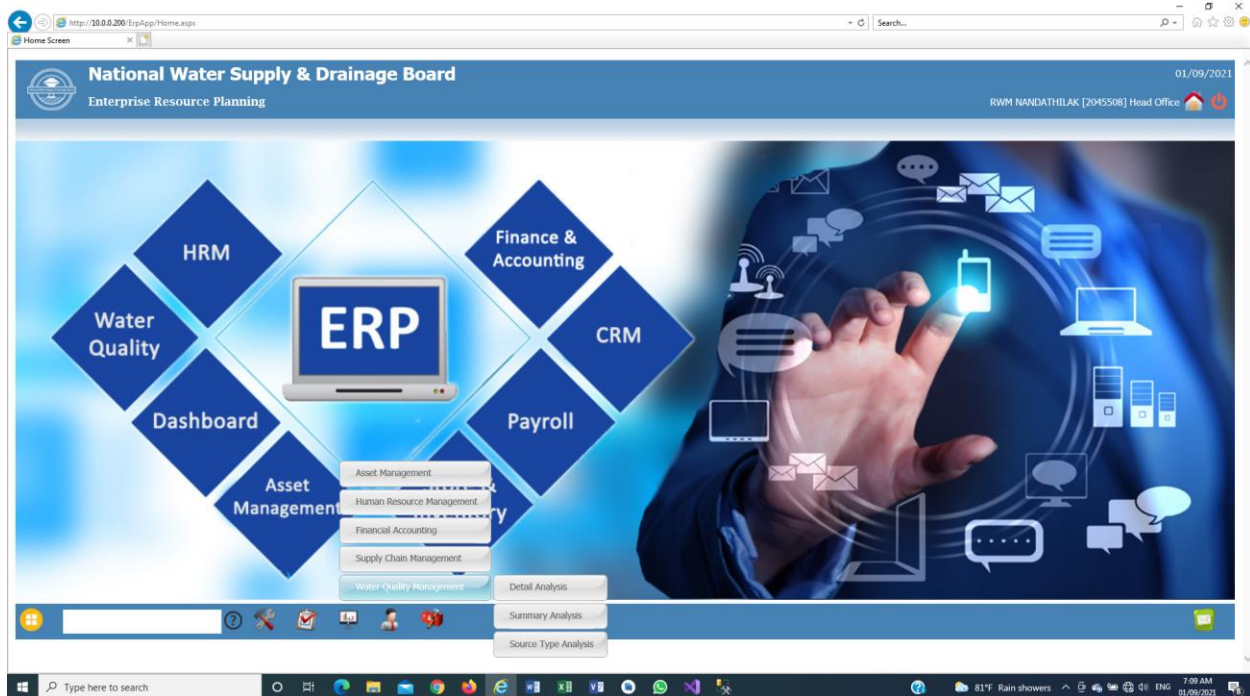 http://10.0.0.200/ErpApp/Home.aspx
Search...
Home Screen
National Water Supply & Drainage Board
01/09/2021
Enterprise Resource Planning
RWM NANDATHILAK [2045508] Head Office
HRM
Finance &
Accounting
Water
Quality
ERP
CRM
Dashboard
Payroll
Asset
Management
Asset Management
Human Resource Management
Financial Accounting
Supply Chain Management
Water Quality Management
Detail Analysis
Summary Analysis
Source Type Analysis
Type here to search
81°F Rain showers
ENG
7:09 AM
01/09/2021